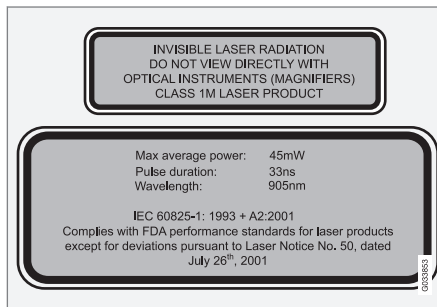 INVISIBLE LASER RADIATION
DO NOT VIEW DIRECTLY WITH
OPTICAL INSTRUMENTS (MAGNIFIERS)
CLASS 1M LASER PRODUCT
Max average power: 45mW
Pulse duration: 33ns
Wavelength: 905nm
IEC 60825-1: 1993 + A2:2001
Complies with FDA performance standards for laser products
except for deviations pursuant to Laser Notice No. 50, dated
July 26th, 2001
G033853